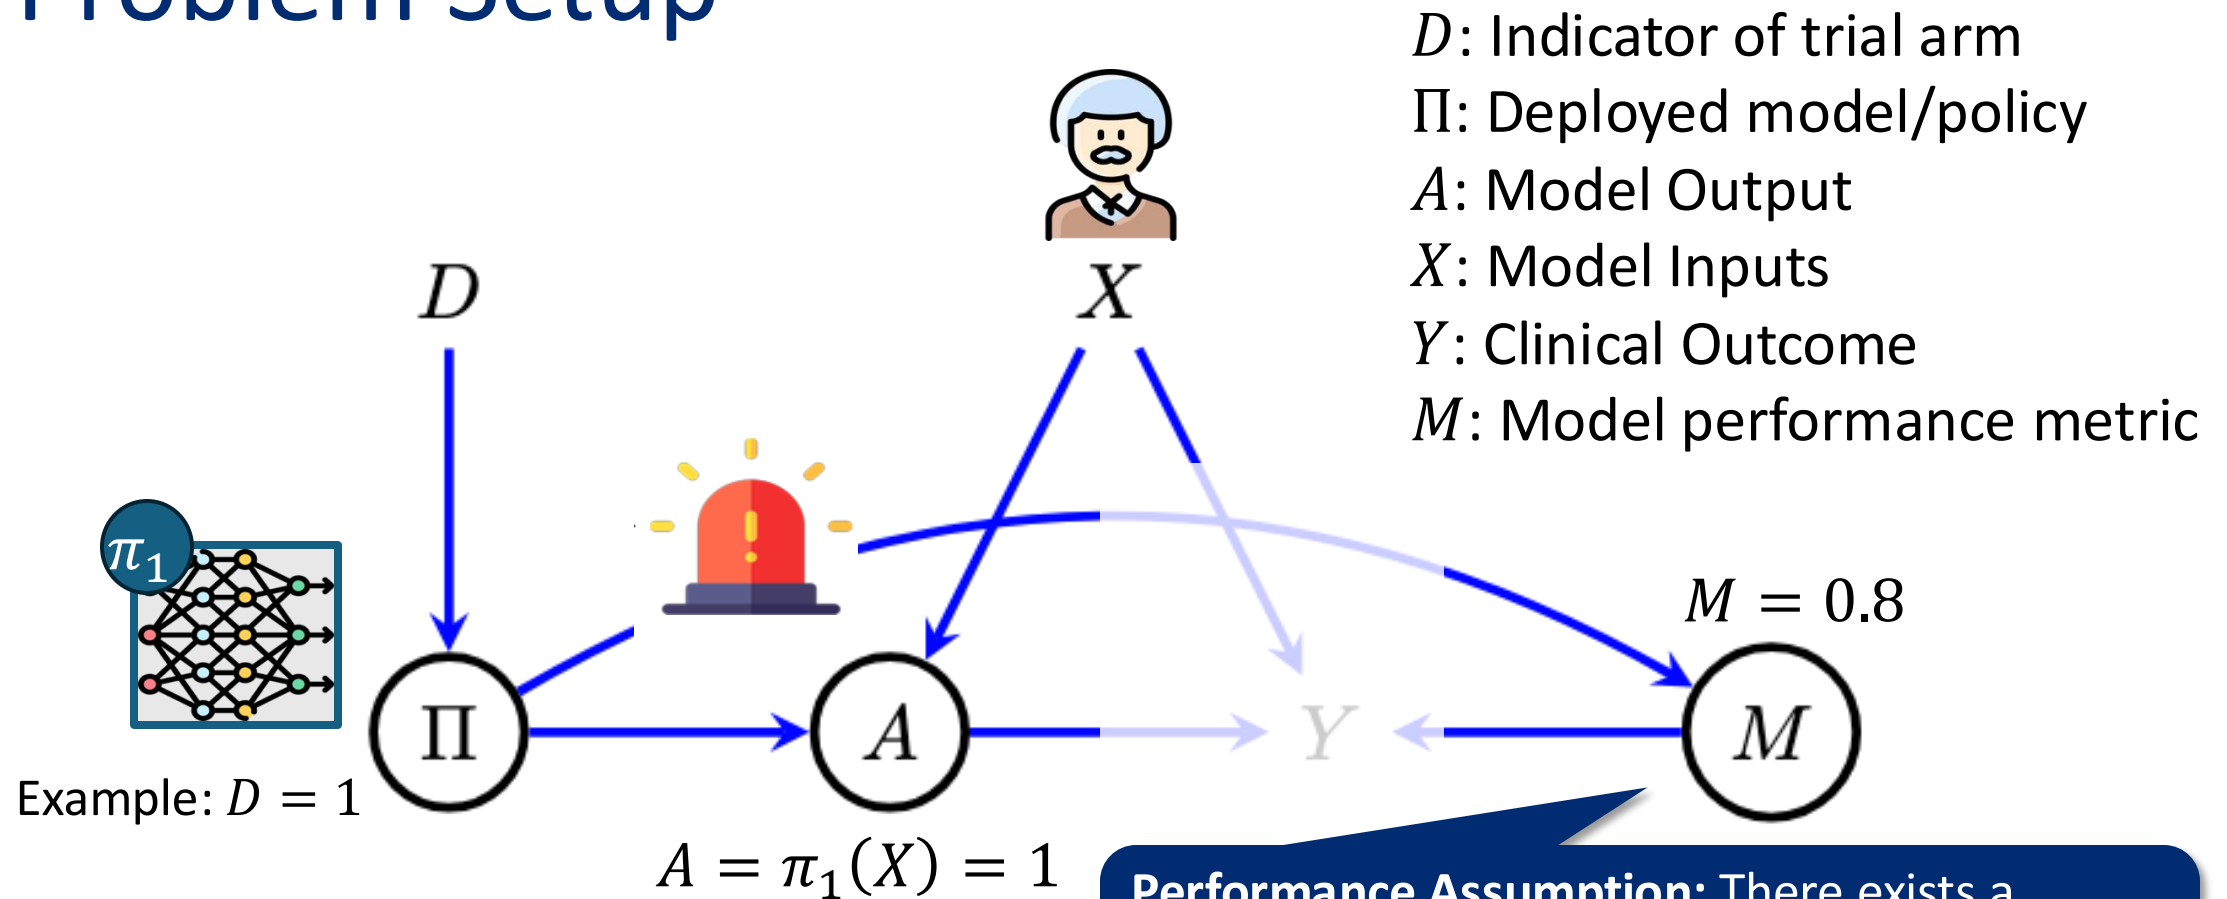 Problem Setup
D: Indicator of trial arm
Π: Deployed model/policy
A: Model Output
X: Model Inputs
Y: Clinical Outcome
M: Model performance metric
D
X
π₁
M = 0.8
Π
A
Y
M
Example: D = 1
A = π₁(X) = 1
Performance Assumption: There exists a